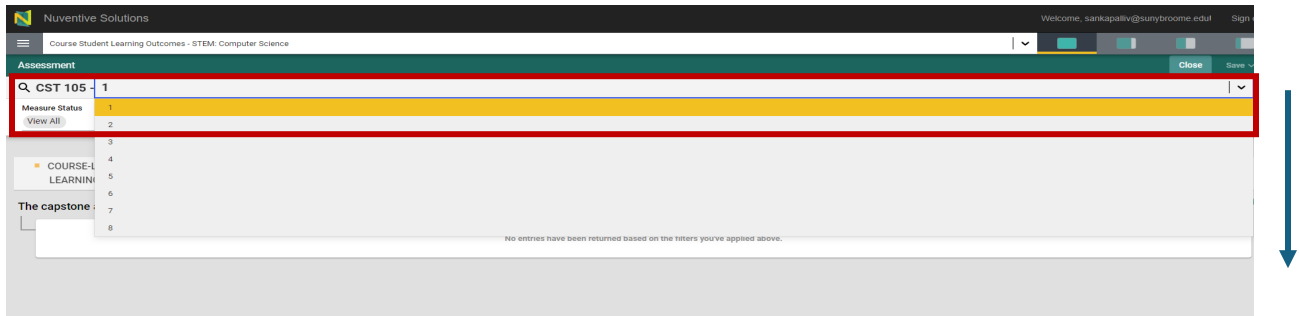 Nuventive Solutions
Welcome, sankapalliv@sunybroome.edu!
Sign
Course Student Learning Outcomes - STEM: Computer Science
Assessment
Close
Save
CST 105 - 1
Measure Status
1
View All
2
3
4
COURSE-L
5
LEARNIN
6
The capstone
7
8
No entries have been returned based on the filters you've applied above.